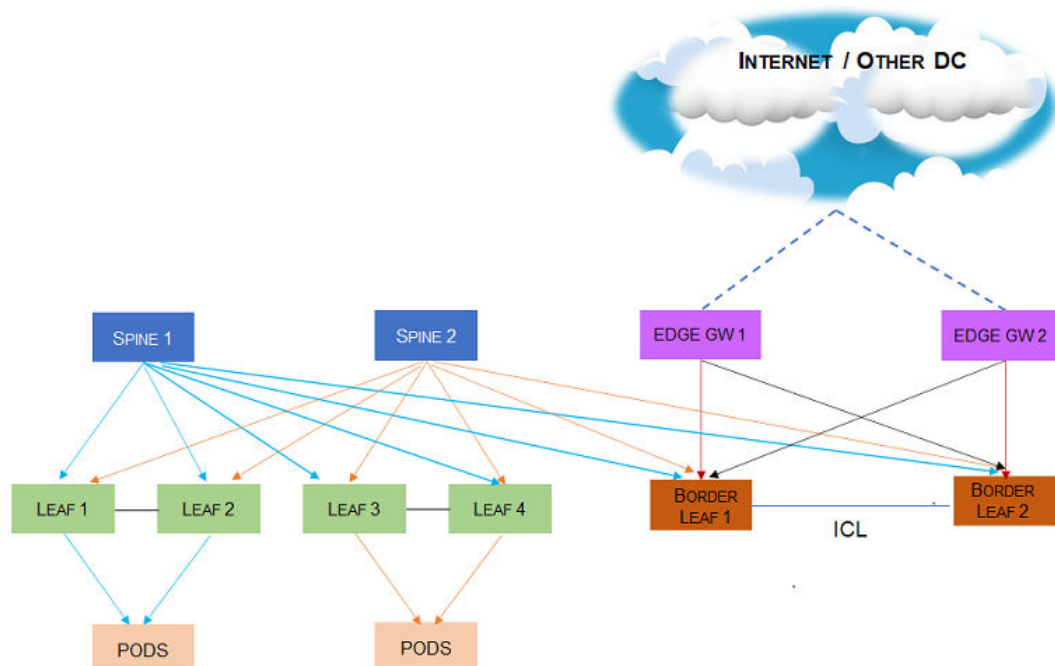 INTERNET / OTHER DC
SPINE 1
SPINE 2
EDGE GW 1
EDGE GW 2
LEAF 1
LEAF 2
LEAF 3
LEAF 4
BORDER
LEAF 1
BORDER
LEAF 2
ICL
PODS
PODS